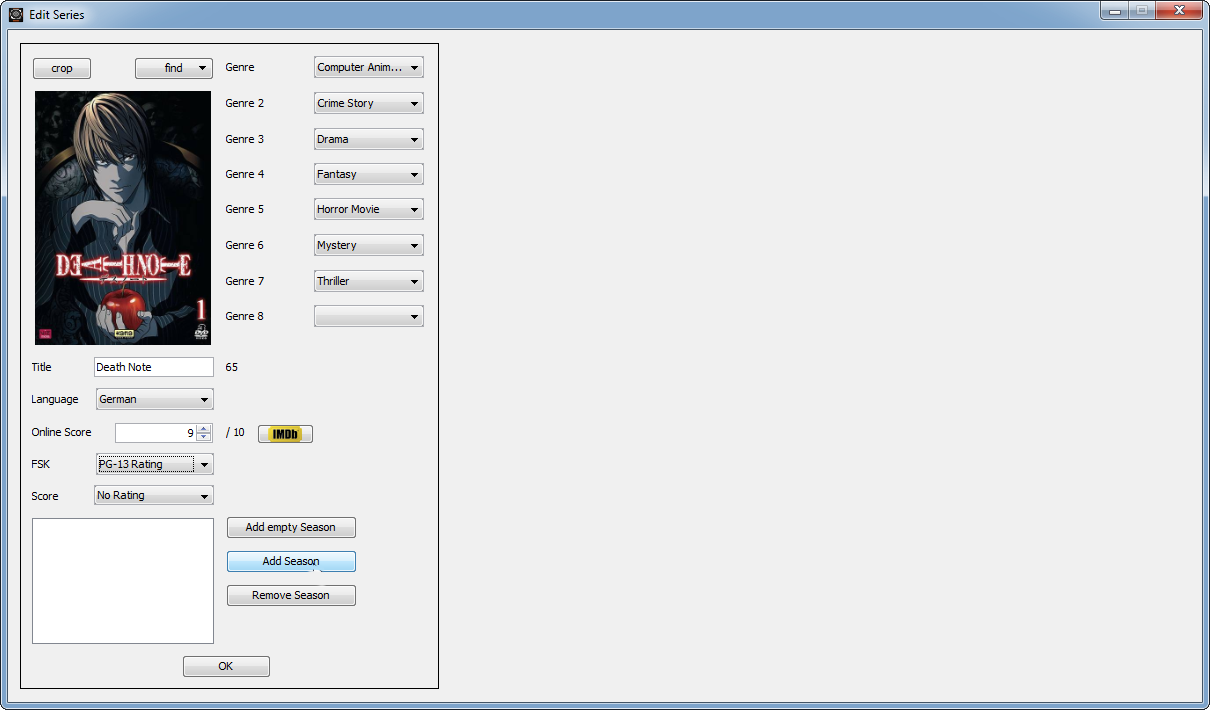 Edit Series
crop
find
Genre
Computer Anim...
Genre 2
Crime Story
Genre 3
Drama
Genre 4
Fantasy
Genre 5
Horror Movie
Genre 6
Mystery
Genre 7
Thriller
Genre 8
DEATH NOTE
1
Title
Death Note
65
Language
German
Online Score
9
/ 10
IMDb
FSK
PG-13 Rating
Score
No Rating
Add empty Season
Add Season
Remove Season
OK